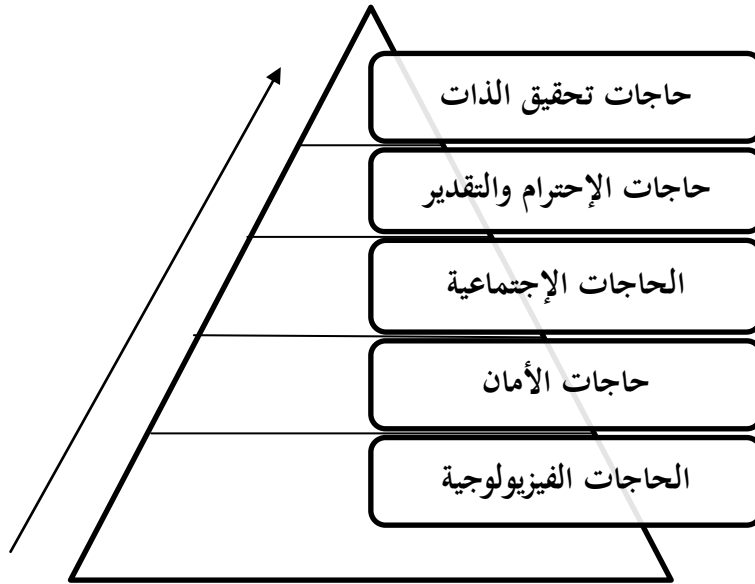 حاجات تحقيق الذات
حاجات الإحترام والتقدير
الحاجات الإجتماعية
حاجات الأمان
الحاجات الفيزيولوجية